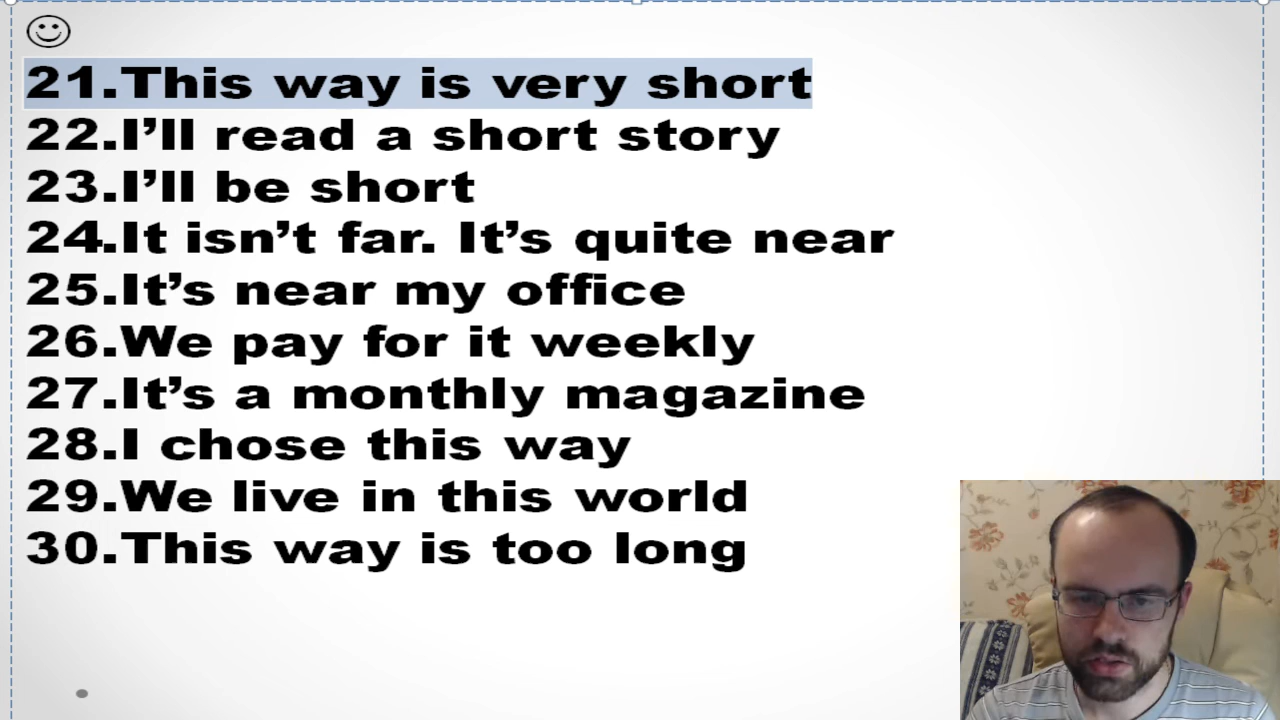 21.This way is very short
22.I’ll read a short story
23.I’ll be short
24.It isn’t far. It’s quite near
25.It’s near my office
26.We pay for it weekly
27.It’s a monthly magazine
28.I chose this way
29.We live in this world
30.This way is too long